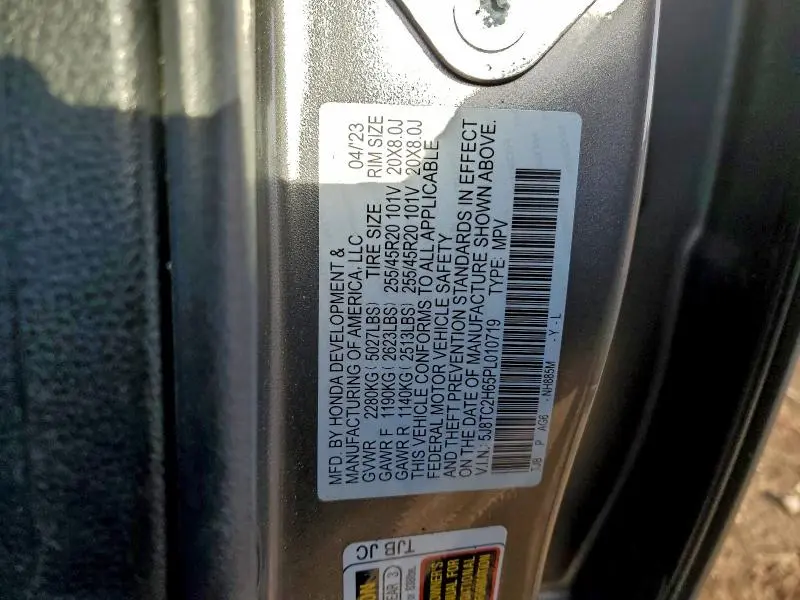 MFD. BY HONDA DEVELOPMENT &
MANUFACTURING OF AMERICA, LLC 04/'23
GVWR 2280KG( 5027LBS) TIRE SIZE RIM SIZE
GAWR F 1190KG( 2623LBS) 255/45R20 101V 20X8.0J
GAWR R 1140KG( 2513LBS) 255/45R20 101V 20X8.0J
THIS VEHICLE CONFORMS TO ALL APPLICABLE
FEDERAL MOTOR VEHICLE SAFETY
AND THEFT PREVENTION STANDARDS IN EFFECT
ON THE DATE OF MANUFACTURE SHOWN ABOVE.
V.I.N.: 5J8TC2H65PL010719 TYPE: MPV
TJB P AG6 -NH885M -Y-L
TJB JC